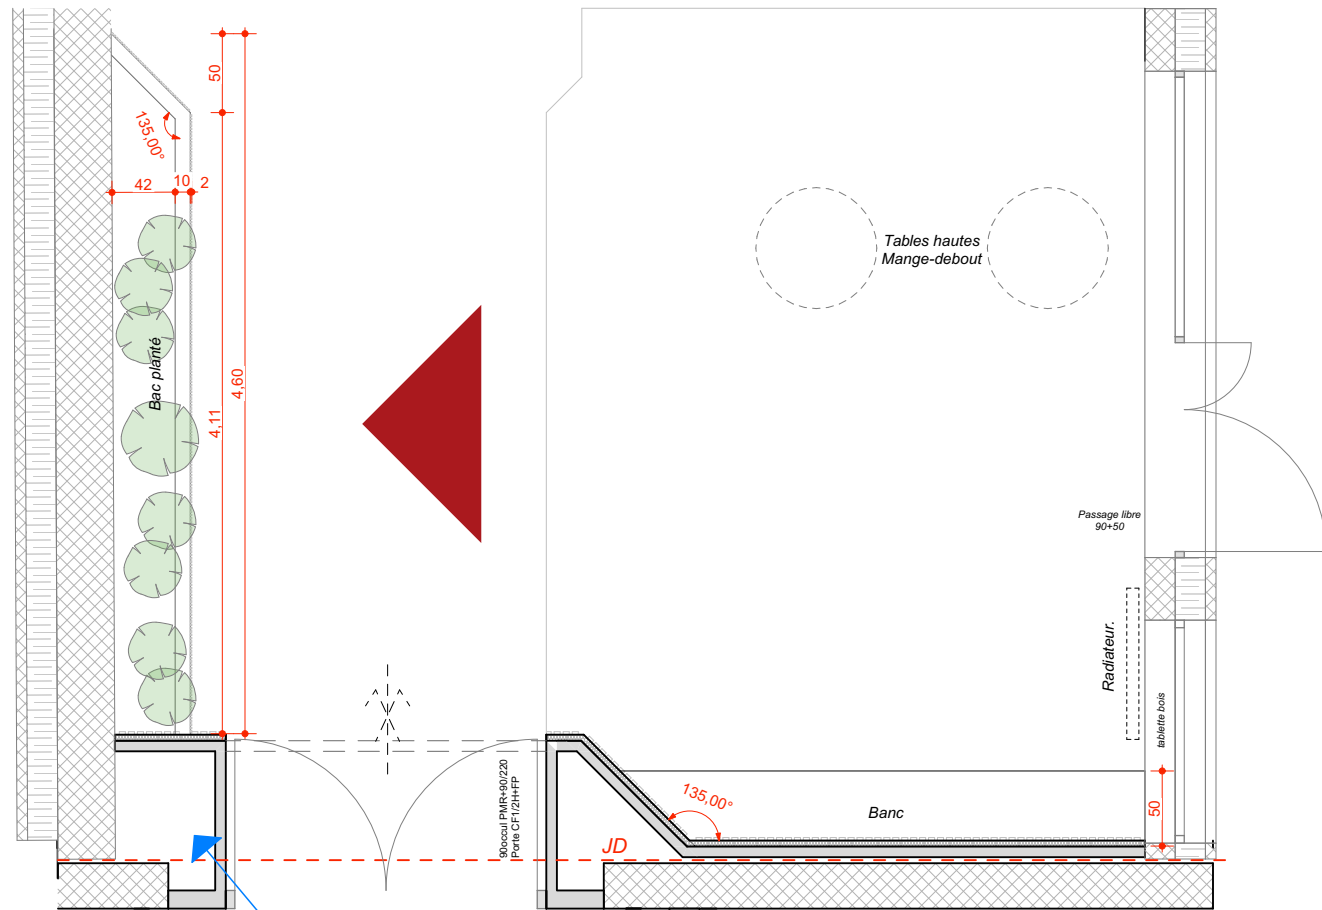 50
135,00°
42
10
2
Tables hautes
Mange-debout
Bac planté
4,60
4,11
Passage libre
90+50
Radiateur.
tablette bois
90occul PMR+90/220
Porte CF1/2H+FP
135,00°
Banc
50
JD